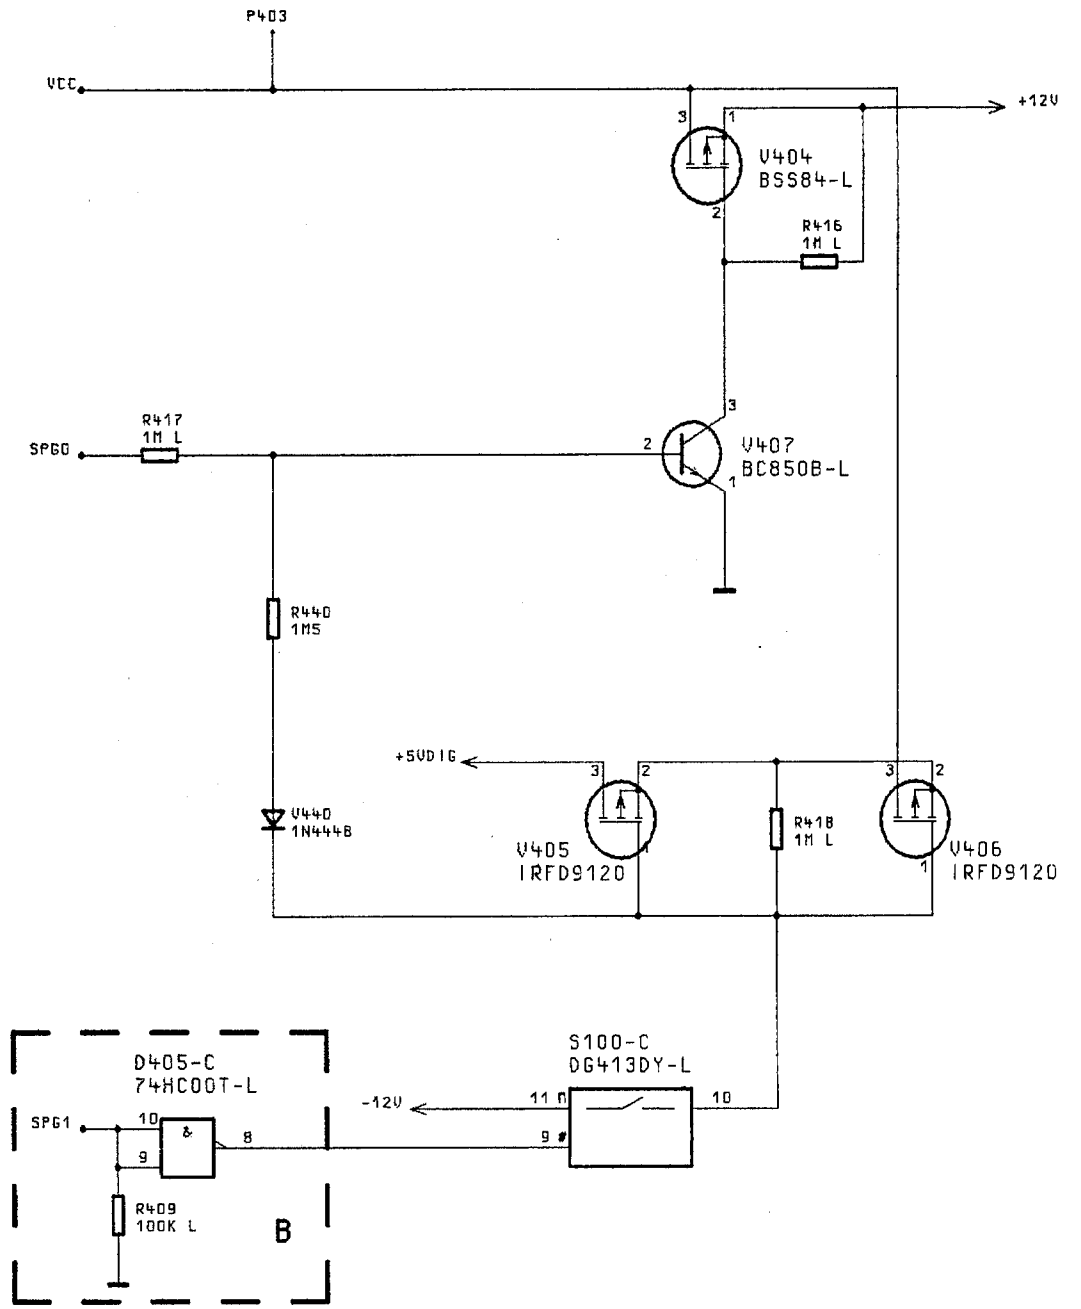 P403
VCC
+12V
3
1
V404
BSS84-L
2
R416
1M L
3
R417
1M L
SPG0
2
V407
BC850B-L
1
R440
1M5
+5VDIG
3
2
3
2
V440
1N4448
R418
1M L
V405
IRFD9120
1
V406
IRFD9120
1
S100-C
DG413DY-L
D405-C
74HC00T-L
-12V
11
10
SPG1
10
&
8
9 #
9
R409
100K L
B